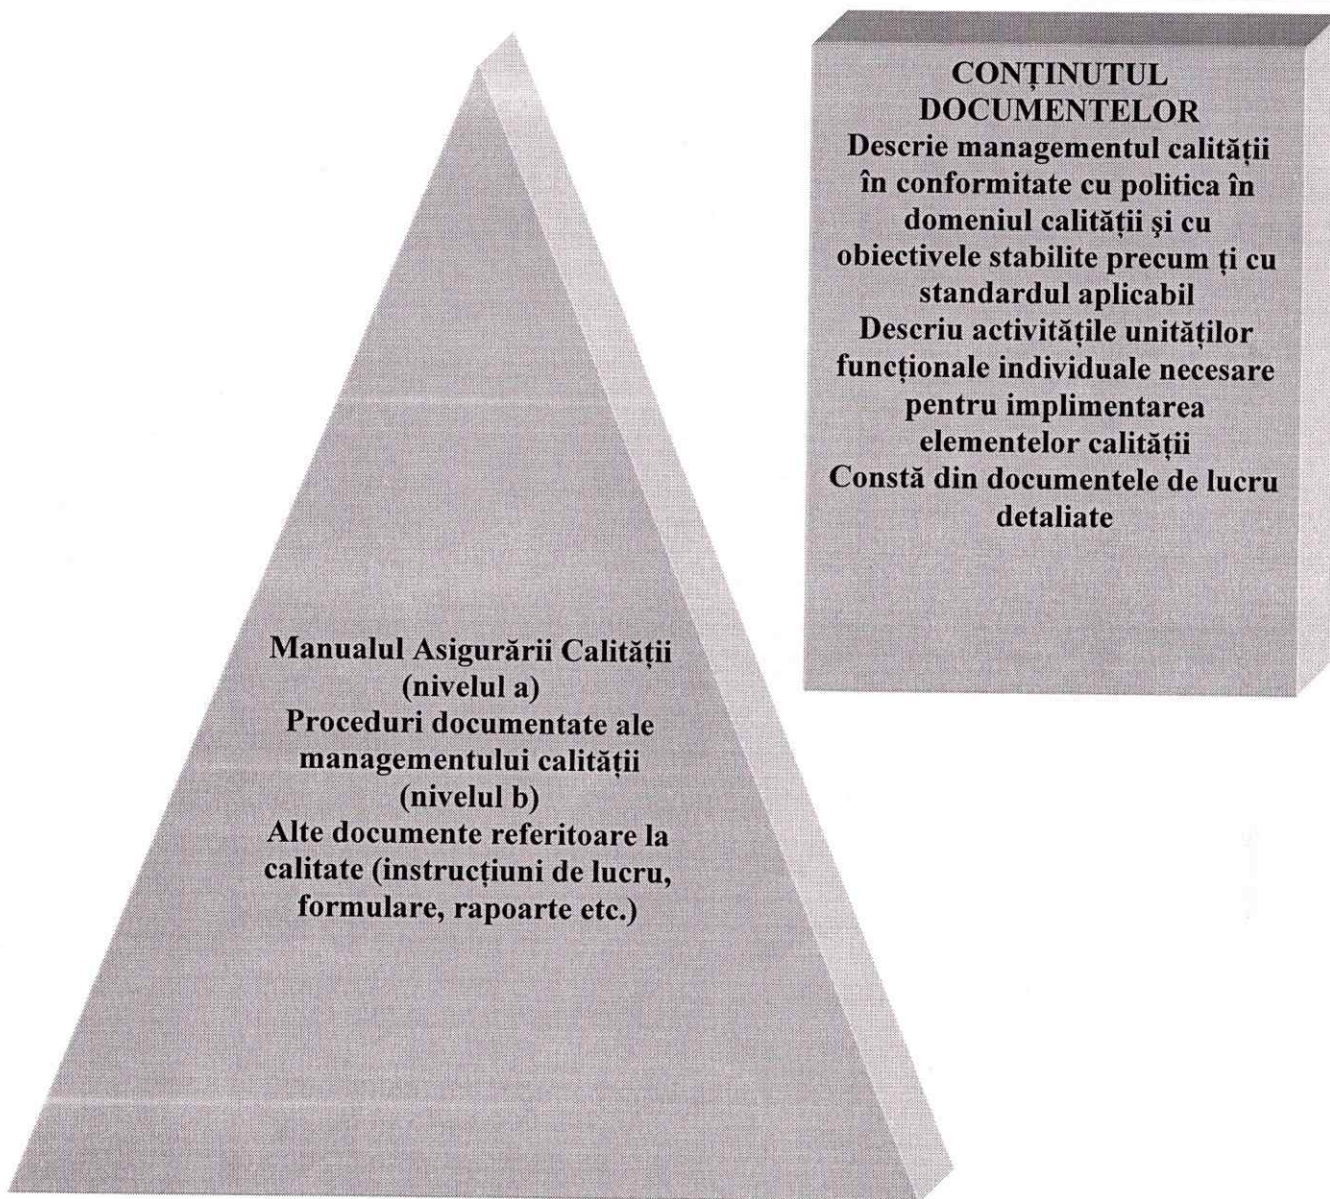 CONȚINUTUL
DOCUMENTELOR
Descrie managementul calității
în conformitate cu politica în
domeniul calității şi cu
obiectivele stabilite precum ți cu
standardul aplicabil
Descriu activitățile unităților
funcționale individuale necesare
pentru implimentarea
elementelor calității
Constă din documentele de lucru
detaliate
Manualul Asigurării Calității
(nivelul a)
Proceduri documentate ale
managementului calității
(nivelul b)
Alte documente referitoare la
calitate (instrucțiuni de lucru,
formulare, rapoarte etc.)